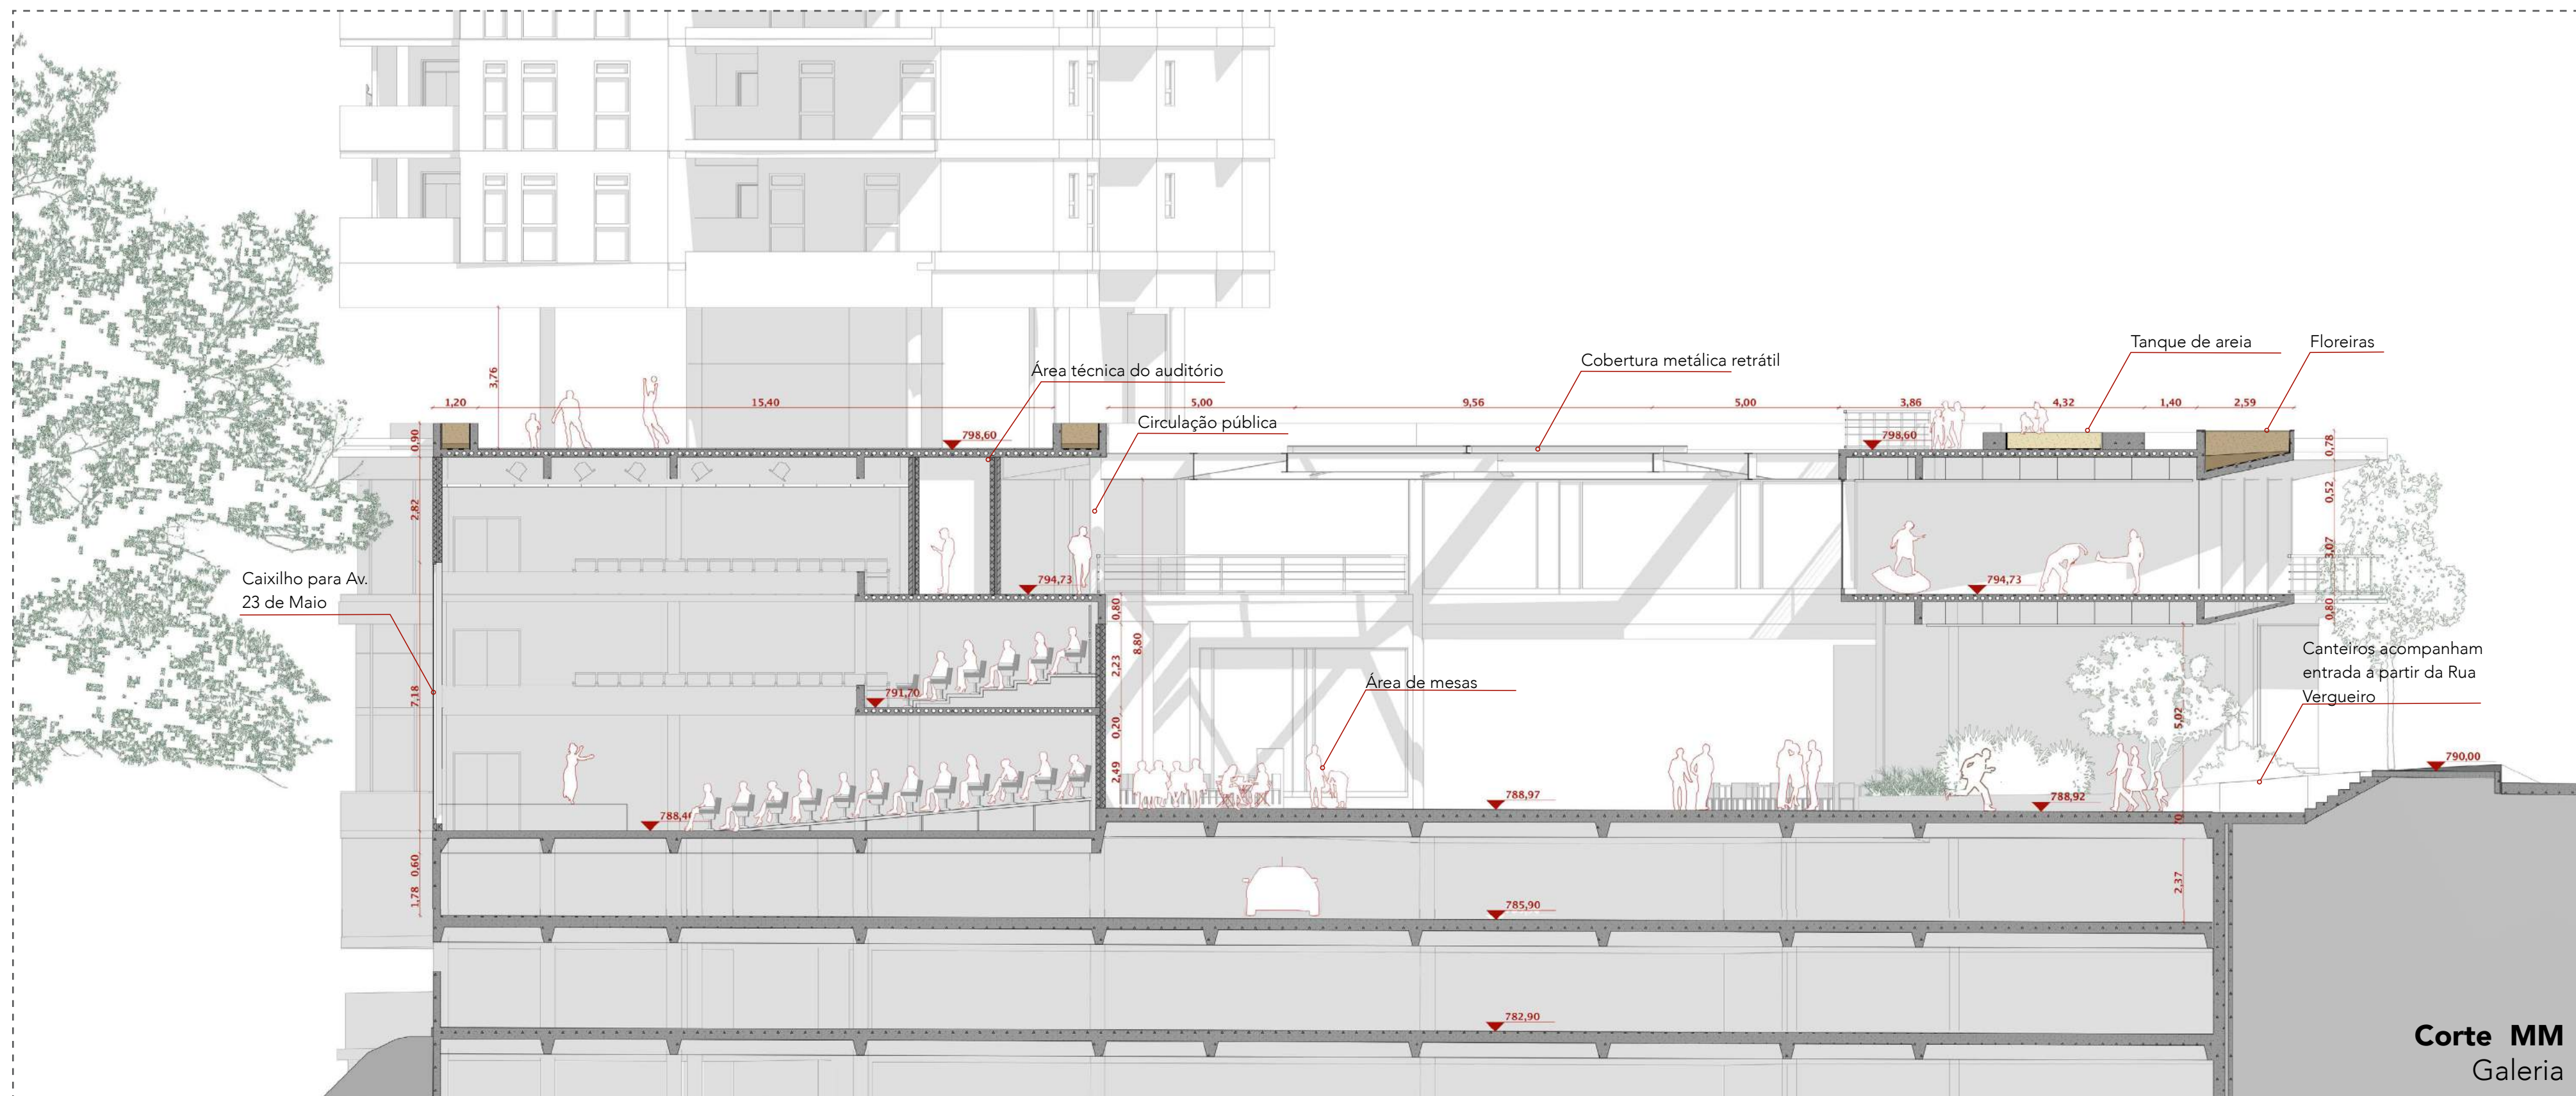 Tanque de areia
Floreiras
Cobertura metálica retrátil
Área técnica do auditório
3,76
1,20
15,40
5,00
9,56
5,00
3,86
4,32
1,40
2,59
Circulação pública
0,90
798,60
798,60
0,78
2,82
0,52
3,07
Caixilho para Av.
23 de Maio
794,73
794,73
0,80
8,80
0,80
2,23
Canteiros acompanham
entrada a partir da Rua
Vergueiro
Área de mesas
7,18
791,70
0,20
5,02
2,49
790,00
788,97
788,92
0,60
1,78
2,37
785,90
782,90
Corte MM
Galeria